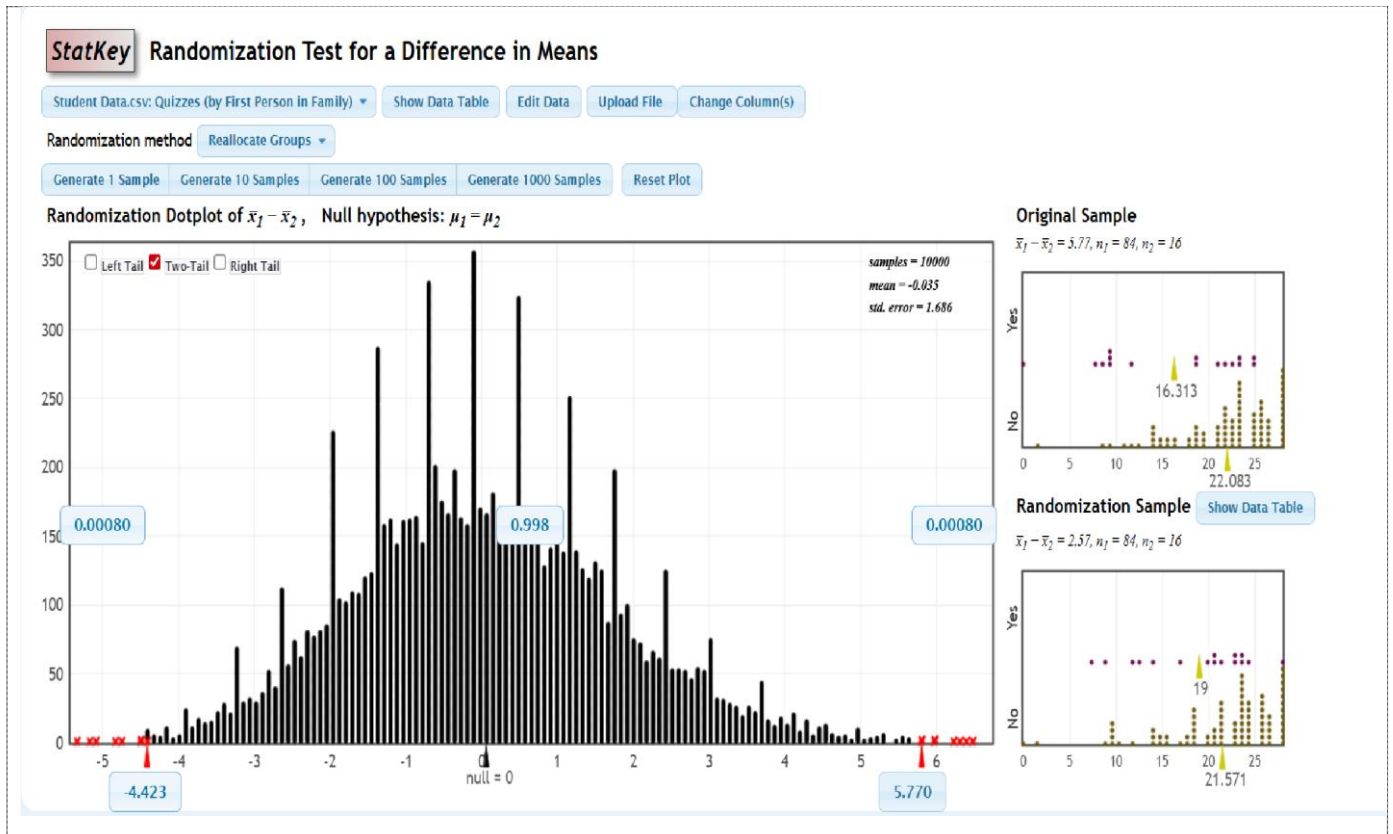 StatKey Randomization Test for a Difference in Means
Student Data.csv: Quizzes (by First Person in Family) Show Data Table Edit Data Upload File Change Column(s)
Randomization method Reallocate Groups
Generate 1 Sample Generate 10 Samples Generate 100 Samples Generate 1000 Samples Reset Plot
Randomization Dotplot of x̄₁ − x̄₂ , Null hypothesis: μ₁ = μ₂
Left Tail Two-Tail Right Tail
samples = 10000
mean = -0.035
std. error = 1.686
350
300
250
200
150
100
50
0
0.00080 0.998 0.00080
-5 -4 -3 -2 -1 0 1 2 3 4 5 6
null = 0
-4.423 5.770
Original Sample
x̄₁ − x̄₂ = 5.77, n₁ = 84, n₂ = 16
Yes
16.313
No
0 5 10 15 20 25
22.083
Randomization Sample Show Data Table
x̄₁ − x̄₂ = 2.57, n₁ = 84, n₂ = 16
Yes
19
No
0 5 10 15 20 25
21.571